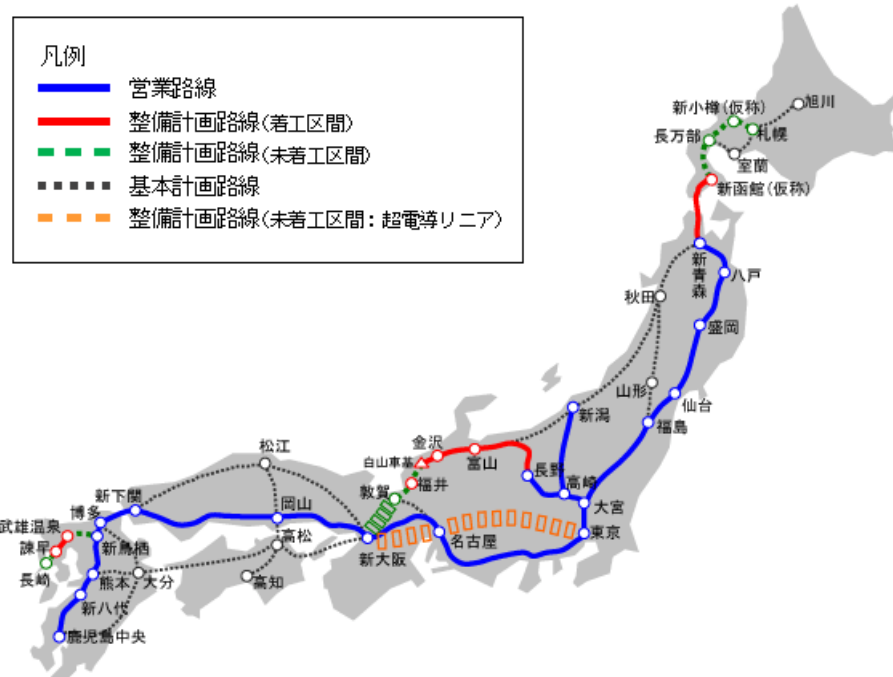 凡例
営業路線
整備計画路線(着工区間)
整備計画路線(未着工区間)
基本計画路線
整備計画路線(未着工区間:超電導リニア)
旭川
新小樽(仮称)
札幌
長万部
室蘭
新函館(仮称)
新青森
八戸
秋田
盛岡
山形
仙台
新潟
福島
金沢
富山
白山車基
長野
高崎
福井
敦賀
大宮
東京
名古屋
新大阪
松江
岡山
高松
高知
新下関
博多
武雄温泉
新鳥栖
諫早
長崎
熊本
大分
新八代
鹿児島中央